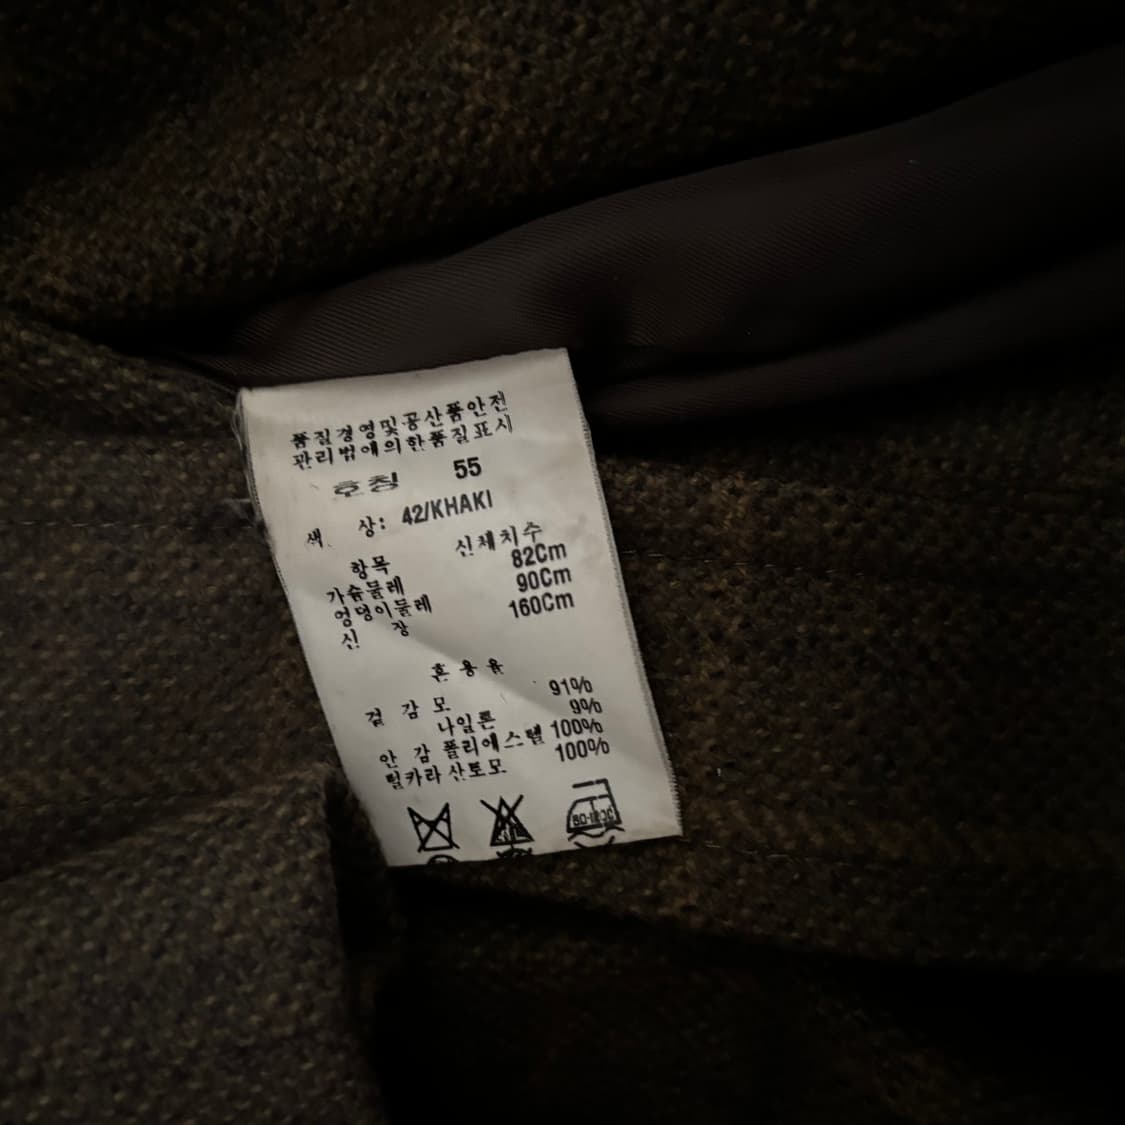 품질경영및공산품안전
관리법에의한품질표시
호칭 55
색 상: 42/KHAKI
항목 신체치수
가슴둘레 82Cm
엉덩이둘레 90Cm
신 장 160Cm
혼용율
겉 감 모 91%
나일론 9%
안 감 폴리에스텔 100%
털카라 산토모 100%